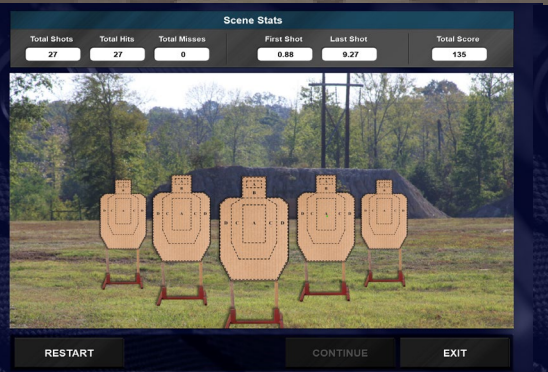 Scene Stats
Total Shots Total Hits Total Misses First Shot Last Shot Total Score
27 27 0 0.88 9.27 135
A
B
D C A C D
RESTART CONTINUE EXIT